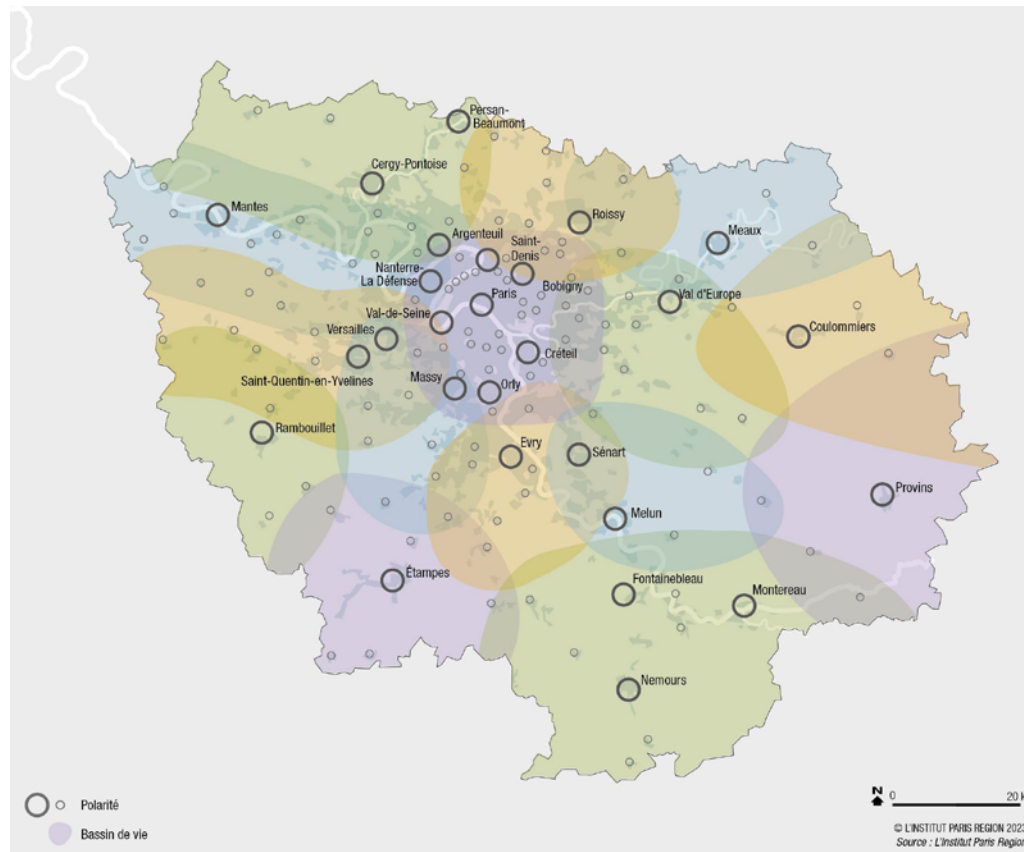 Persan-
Beaumont
Cergy-Pontoise
Mantes
Roissy
Argenteuil
Saint-
Denis
Meaux
Nanterre-
La Défense
Bobigny
Paris
Val d'Europe
Val-de-Seine
Versailles
Coulommiers
Créteil
Saint-Quentin-en-Yvelines
Massy
Orly
Rambouillet
Evry
Sénart
Provins
Melun
Étampes
Fontainebleau
Montereau
Nemours
Polarité
Bassin de vie
N
0
20 k
© L'INSTITUT PARIS REGION 2023
Source : L'Institut Paris Region